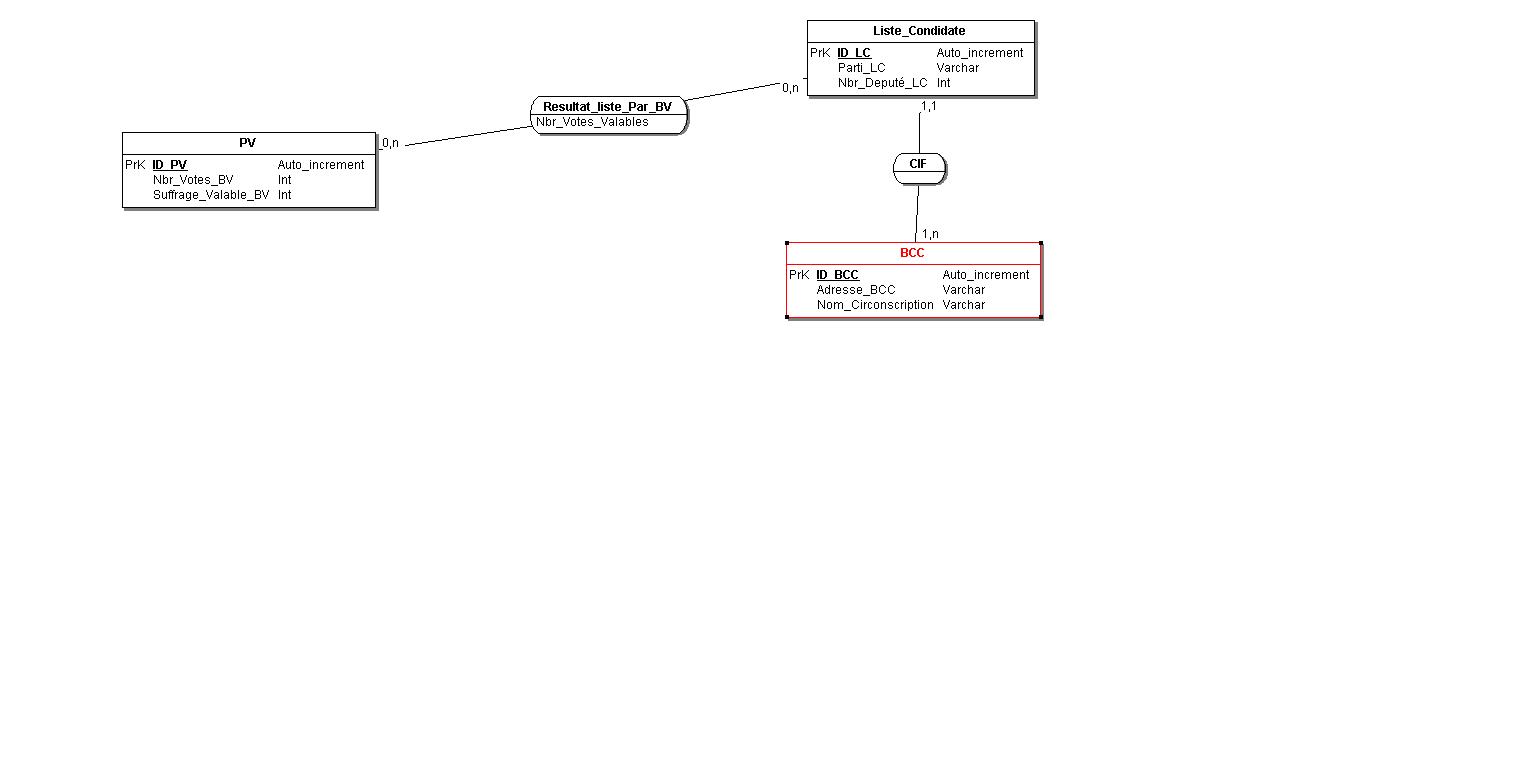 Liste_Condidate
PrK ID_LC Auto_increment
Parti_LC Varchar
Nbr_Deputé_LC Int
0,n
1,1
Resultat_liste_Par_BV
Nbr_Votes_Valables
0,n
PV
PrK ID_PV Auto_increment
Nbr_Votes_BV Int
Suffrage_Valable_BV Int
CIF
1,n
BCC
PrK ID_BCC Auto_increment
Adresse_BCC Varchar
Nom_Circonscription Varchar